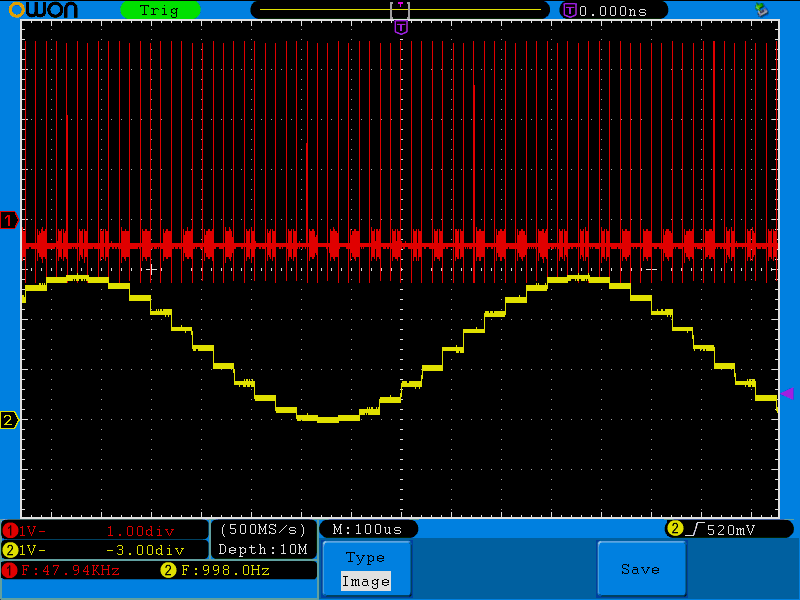 OWON Trig T T 0.000ns
T
1
2
1 1V- 1.00div (500MS/s) M:100us 2 520mV
2 1V- -3.00div Depth:10M
1 F:47.94KHz 2 F:998.0Hz
Type
Image
Save